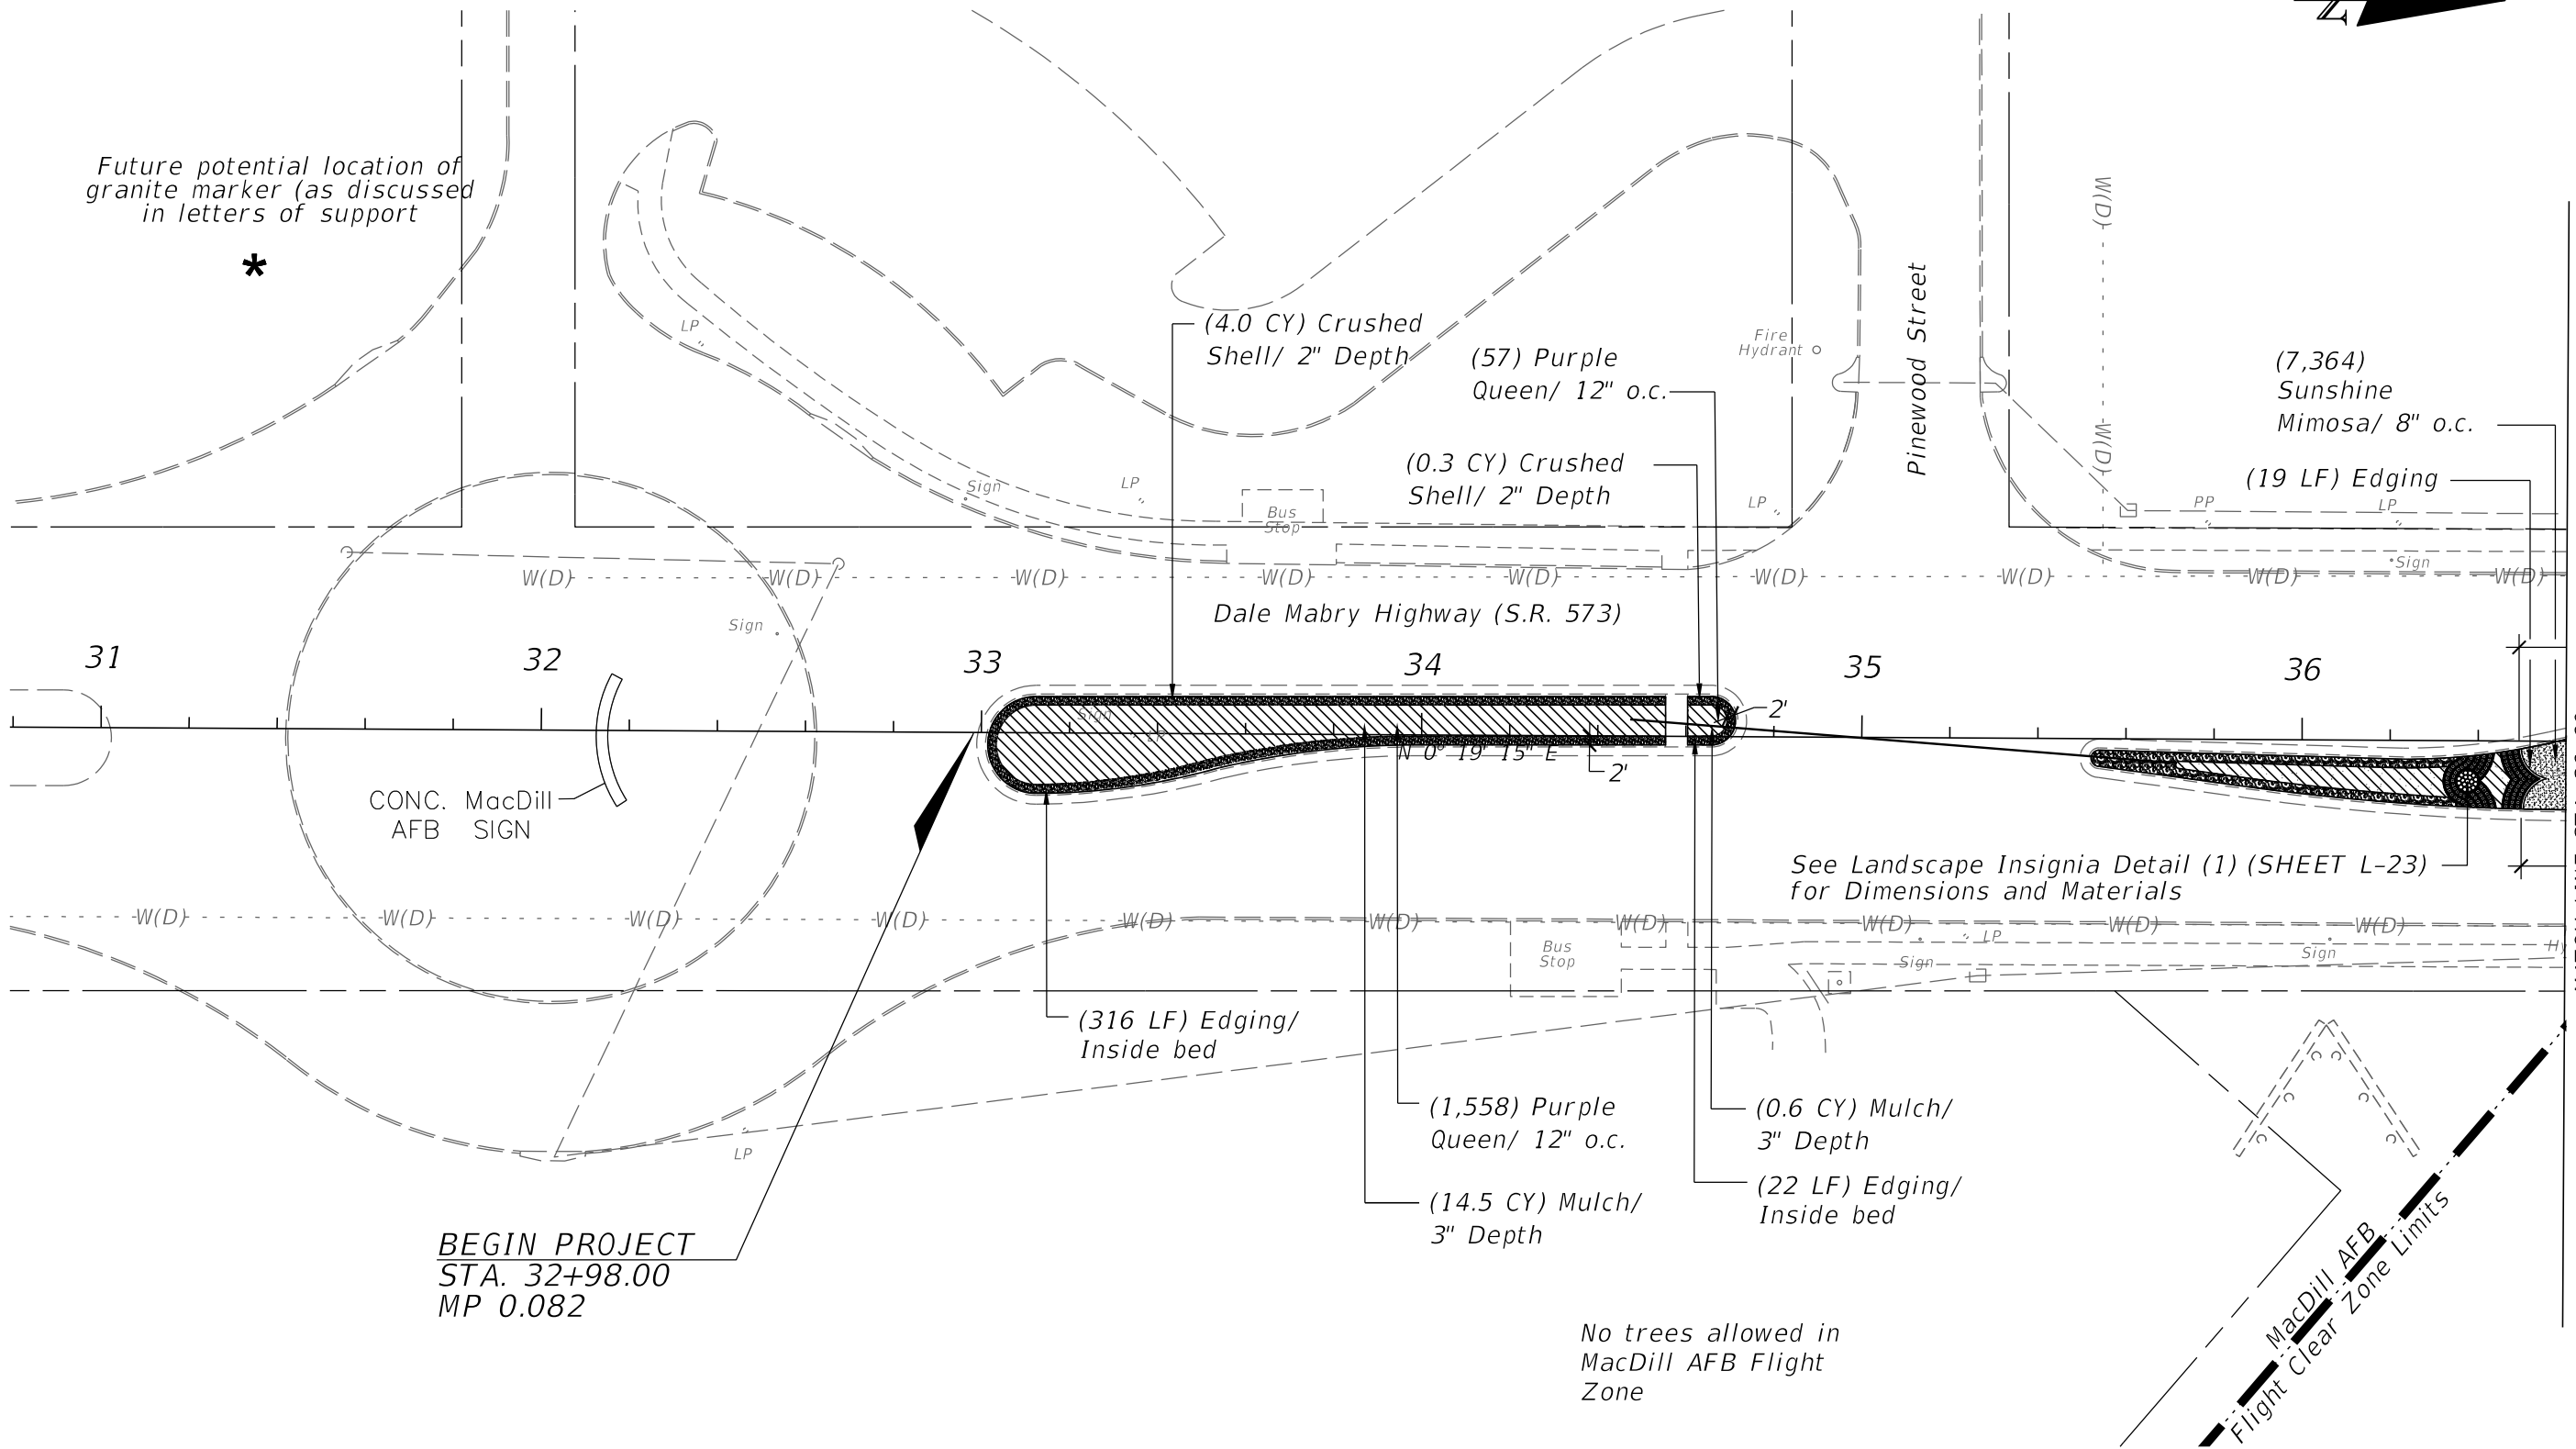 Future potential location of
granite marker (as discussed
in letters of support
*
LP
(4.0 CY) Crushed
Shell/ 2" Depth
(57) Purple
Queen/ 12" o.c.
Fire
Hydrant
Pinewood Street
W(D)
W(D)
(7,364)
Sunshine
Mimosa/ 8" o.c.
(0.3 CY) Crushed
Shell/ 2" Depth
(19 LF) Edging
Sign
LP
Bus
Stop
LP
PP
LP
Sign
W(D) W(D) W(D) W(D) W(D) W(D) W(D) W(D) W(D)
Dale Mabry Highway (S.R. 573)
Sign
31 32 33 34 35 36
Sign
LP
2'
N 0° 19' 15" E
2'
CONC. MacDill
AFB SIGN
See Landscape Insignia Detail (1) (SHEET L-23)
for Dimensions and Materials
W(D) W(D) W(D) W(D) W(D) W(D) W(D) W(D) W(D) W(D)
Bus
Stop
Sign
LP
Sign
(316 LF) Edging/
Inside bed
(1,558) Purple
Queen/ 12" o.c.
(0.6 CY) Mulch/
3" Depth
LP
(14.5 CY) Mulch/
3" Depth
(22 LF) Edging/
Inside bed
BEGIN PROJECT
STA. 32+98.00
MP 0.082
No trees allowed in
MacDill AFB Flight
Zone
MacDill AFB
Flight Clear Zone Limits